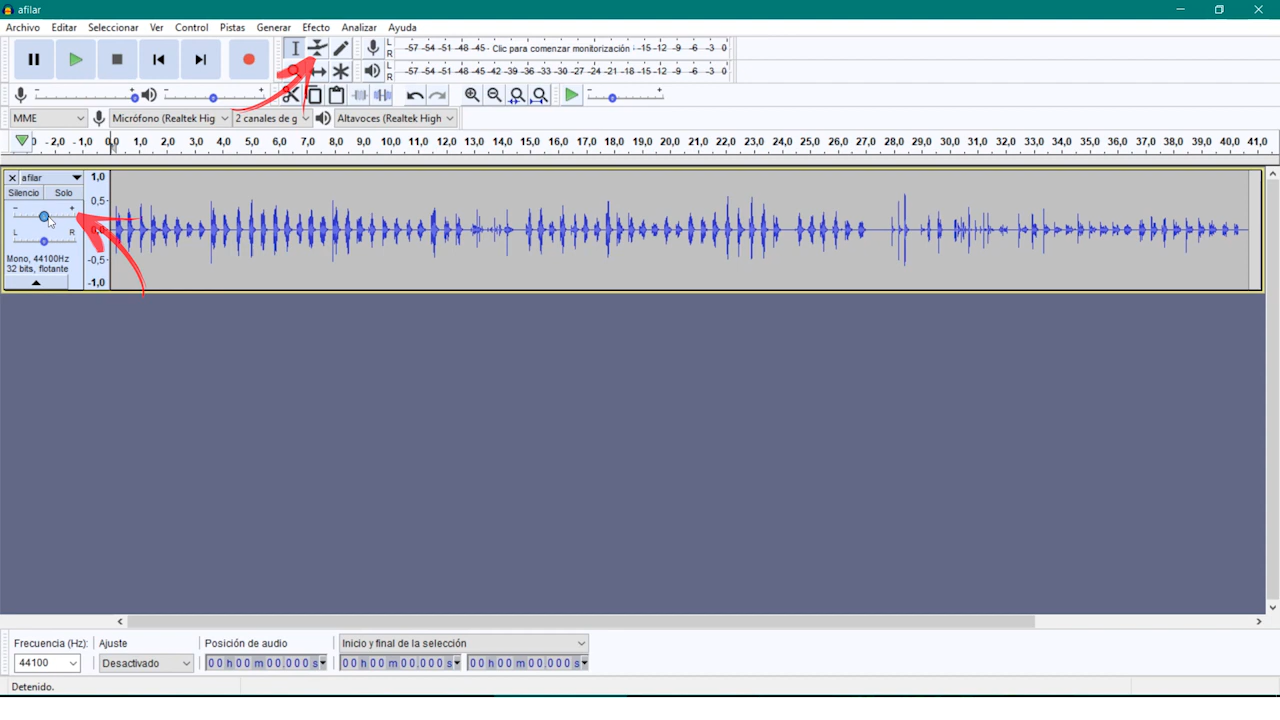 afilar
Archivo Editar Seleccionar Ver Control Pistas Generar Efecto Analizar Ayuda
L
R
-57 -54 -51 -48 -45 - Clic para comenzar monitorización -15 -12 -9 -6 -3 0
L
R
-57 -54 -51 -48 -45 -42 -39 -36 -33 -30 -27 -24 -21 -18 -15 -12 -9 -6 -3 0
- + - + - +
MME Micrófono (Realtek Hig 2 canales de g Altavoces (Realtek High
- 2,0 - 1,0 0,0 1,0 2,0 3,0 4,0 5,0 6,0 7,0 8,0 9,0 10,0 11,0 12,0 13,0 14,0 15,0 16,0 17,0 18,0 19,0 20,0 21,0 22,0 23,0 24,0 25,0 26,0 27,0 28,0 29,0 30,0 31,0 32,0 33,0 34,0 35,0 36,0 37,0 38,0 39,0 40,0 41,0
afilar 1,0
Silencio Solo
0,5
- +
L R 0,0
Mono, 44100Hz -0,5
32 bits, flotante
-1,0
Frecuencia (Hz): Ajuste Posición de audio Inicio y final de la selección
44100 Desactivado 00 h 00 m 00.000 s 00 h 00 m 00.000 s 00 h 00 m 00.000 s
Detenido.